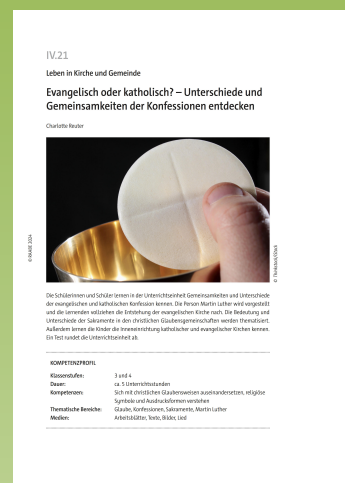 IV.21
Leben in Kirche und Gemeinde
Evangelisch oder katholisch? – Unterschiede und
Gemeinsamkeiten der Konfessionen entdecken
Charlotte Reuter
© RAABE 2024
© Thinkstock/iStock
Die Schülerinnen und Schüler lernen in der Unterrichtseinheit Gemeinsamkeiten und Unterschiede
der evangelischen und katholischen Konfession kennen. Die Person Martin Luther wird vorgestellt
und die Lernenden vollziehen die Entstehung der evangelischen Kirche nach. Die Bedeutung und
Unterschiede der Sakramente in den christlichen Glaubensgemeinschaften werden thematisiert.
Außerdem lernen die Kinder die Inneneinrichtung katholischer und evangelischer Kirchen kennen.
Ein Test rundet die Unterrichtseinheit ab.
KOMPETENZPROFIL
Klassenstufen: 3 und 4
Dauer: ca. 5 Unterrichtsstunden
Kompetenzen: Sich mit christlichen Glaubensweisen auseinandersetzen, religiöse
Symbole und Ausdrucksformen verstehen
Thematische Bereiche: Glaube, Konfessionen, Sakramente, Martin Luther
Medien: Arbeitsblätter, Texte, Bilder, Lied